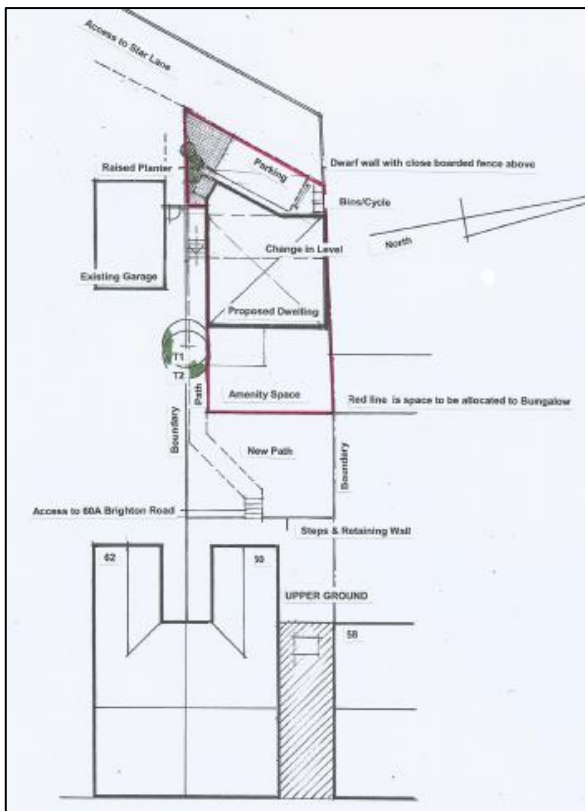 Access to Star Lane
Raised Planter
Parking
Dwarf wall with close boarded fence above
Bins/Cycle
North
Change in Level
Existing Garage
Proposed Dwelling
T1
T2
Path
Amenity Space
Red line is space to be allocated to Bungalow
Boundary
New Path
Boundary
Access to 60A Brighton Road
Steps & Retaining Wall
62
UPPER GROUND
58